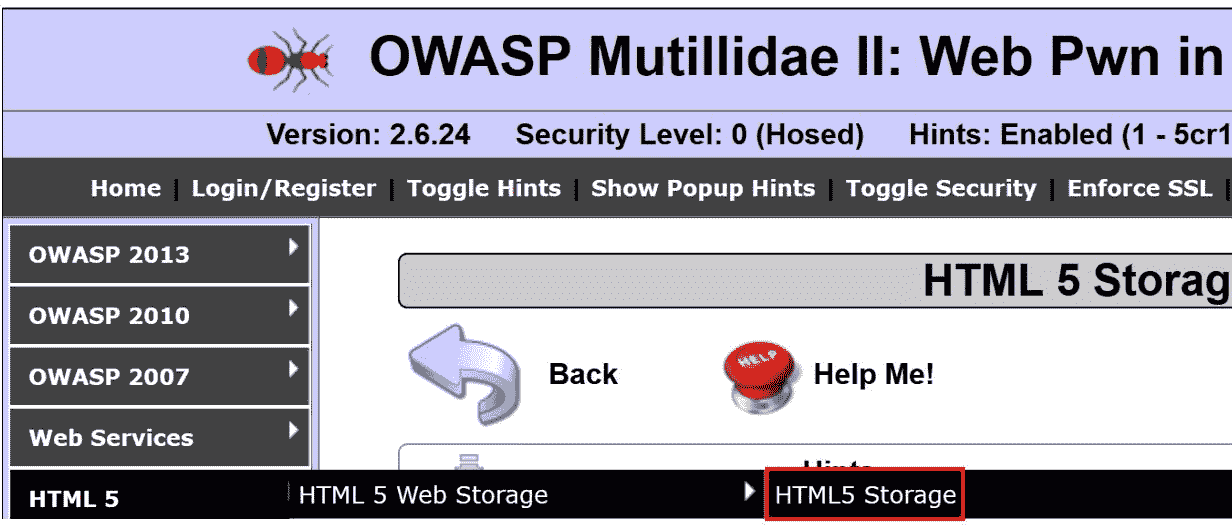 OWASP Mutillidae II: Web Pwn in
Version: 2.6.24 Security Level: 0 (Hosed) Hints: Enabled (1 - 5cr1
Home | Login/Register | Toggle Hints | Show Popup Hints | Toggle Security | Enforce SSL |
OWASP 2013
HTML 5 Storag
OWASP 2010
OWASP 2007
Back
HELP
Help Me!
Web Services
Hints
HTML 5
HTML 5 Web Storage
HTML5 Storage